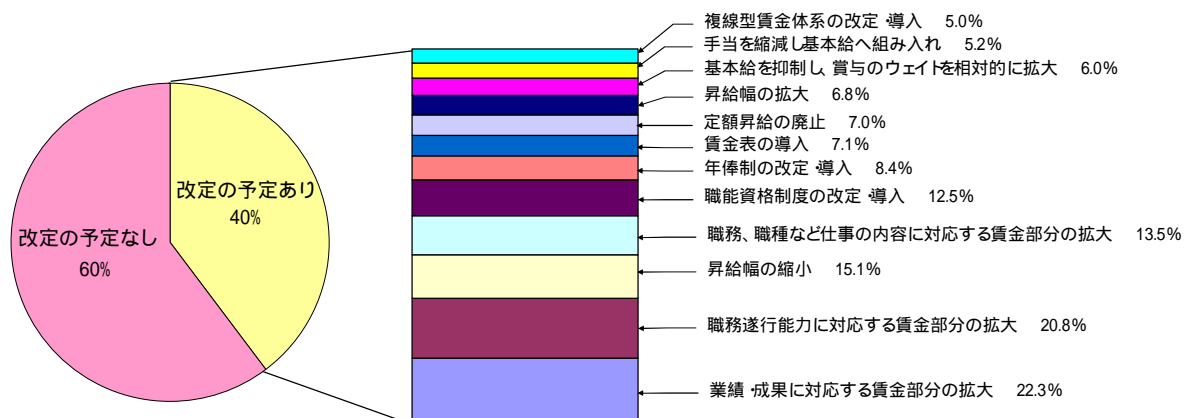 複線型賃金体系の改定・導入 5.0%
手当を縮減し基本給へ組み入れ 5.2%
基本給を抑制し、賞与のウェイトを相対的に拡大 6.0%
昇給幅の拡大 6.8%
定額昇給の廃止 7.0%
賃金表の導入 7.1%
年俸制の改定・導入 8.4%
職能資格制度の改定・導入 12.5%
職務、職種など仕事の内容に対応する賃金部分の拡大 13.5%
昇給幅の縮小 15.1%
職務遂行能力に対応する賃金部分の拡大 20.8%
業績・成果に対応する賃金部分の拡大 22.3%
改定の予定あり
40%
改定の予定なし
60%